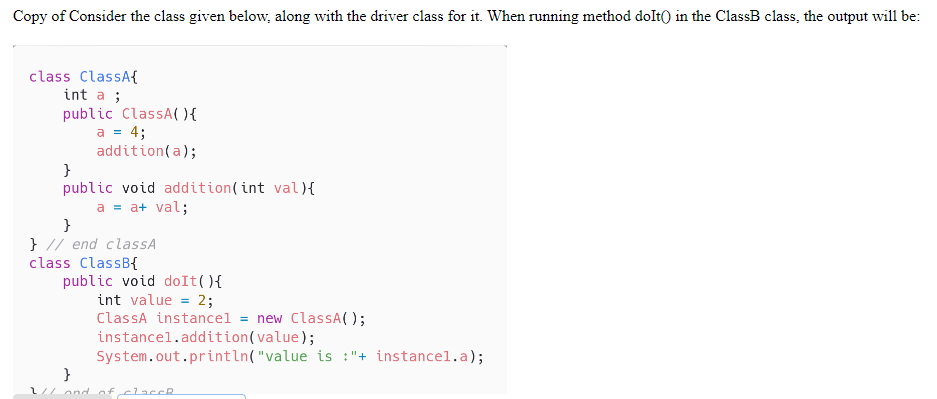 Copy of Consider the class given below, along with the driver class for it. When running method doIt() in the ClassB class, the output will be:
class ClassA{
int a ;
public ClassA(){
a = 4;
addition(a);
}
public void addition(int val){
a = a+ val;
}
} // end classA
class ClassB{
public void doIt(){
int value = 2;
ClassA instance1 = new ClassA();
instance1.addition(value);
System.out.println("value is :"+ instance1.a);
}
}// end of classB